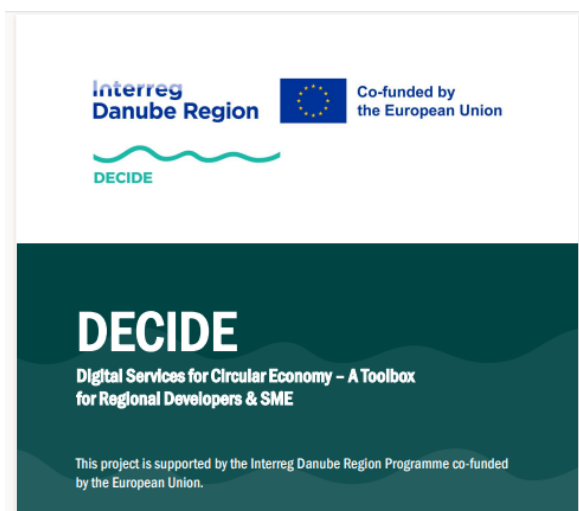 Interreg
Danube Region
Co-funded by
the European Union
DECIDE
DECIDE
Digital Services for Circular Economy – A Toolbox
for Regional Developers & SME
This project is supported by the Interreg Danube Region Programme co-funded
by the European Union.